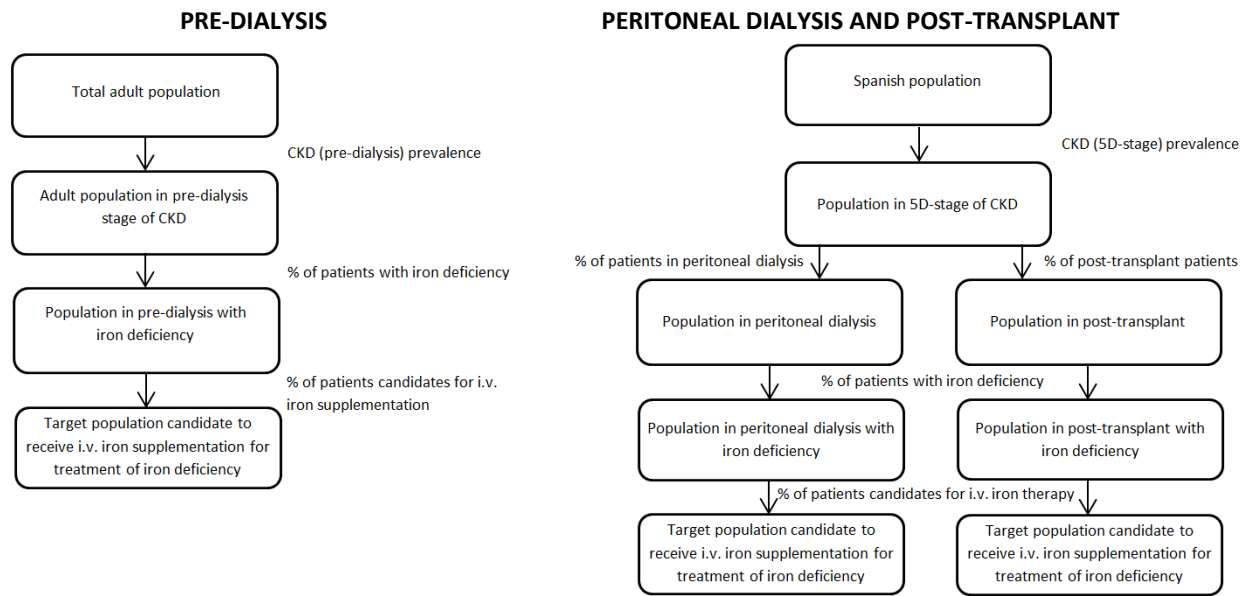 PRE-DIALYSIS
Total adult population
CKD (pre-dialysis) prevalence
Adult population in pre-dialysis
stage of CKD
% of patients with iron deficiency
Population in pre-dialysis with
iron deficiency
% of patients candidates for i.v.
iron supplementation
Target population candidate to
receive i.v. iron supplementation for
treatment of iron deficiency
PERITONEAL DIALYSIS AND POST-TRANSPLANT
Spanish population
CKD (5D-stage) prevalence
Population in 5D-stage of CKD
% of patients in peritoneal dialysis
% of post-transplant patients
Population in peritoneal dialysis
Population in post-transplant
% of patients with iron deficiency
Population in peritoneal dialysis with
iron deficiency
Population in post-transplant with
iron deficiency
% of patients candidates for i.v. iron therapy
Target population candidate to
receive i.v. iron supplementation for
treatment of iron deficiency
Target population candidate to
receive i.v. iron supplementation for
treatment of iron deficiency